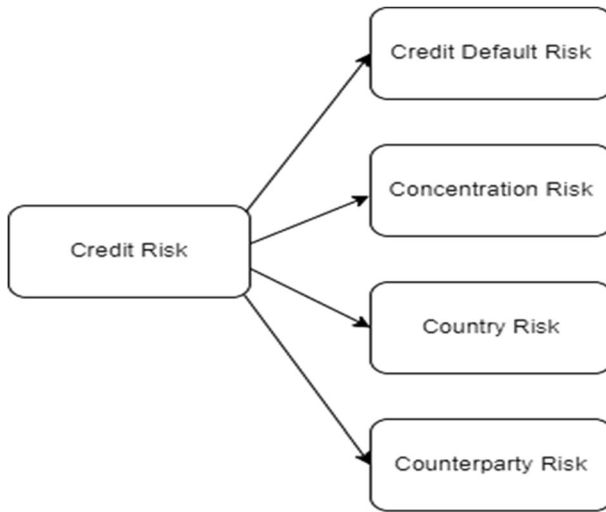 Credit Default Risk
Concentration Risk
Credit Risk
Country Risk
Counterparty Risk